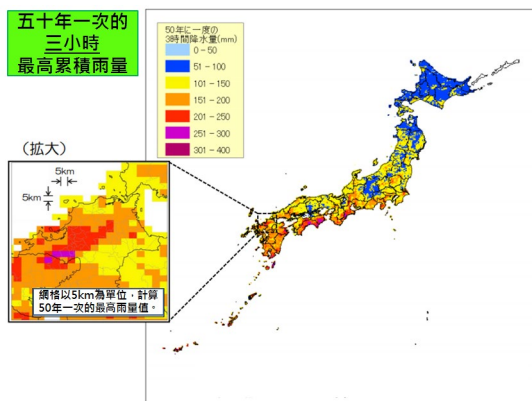 五十年一次的
三小時
最高累積雨量
50年に一度の
3時間降水量(mm)
0－50
51－100
101－150
151－200
201－250
251－300
301－400
（拡大）
5km
5km
網格以5km為單位，計算
50年一次的最高雨量值。